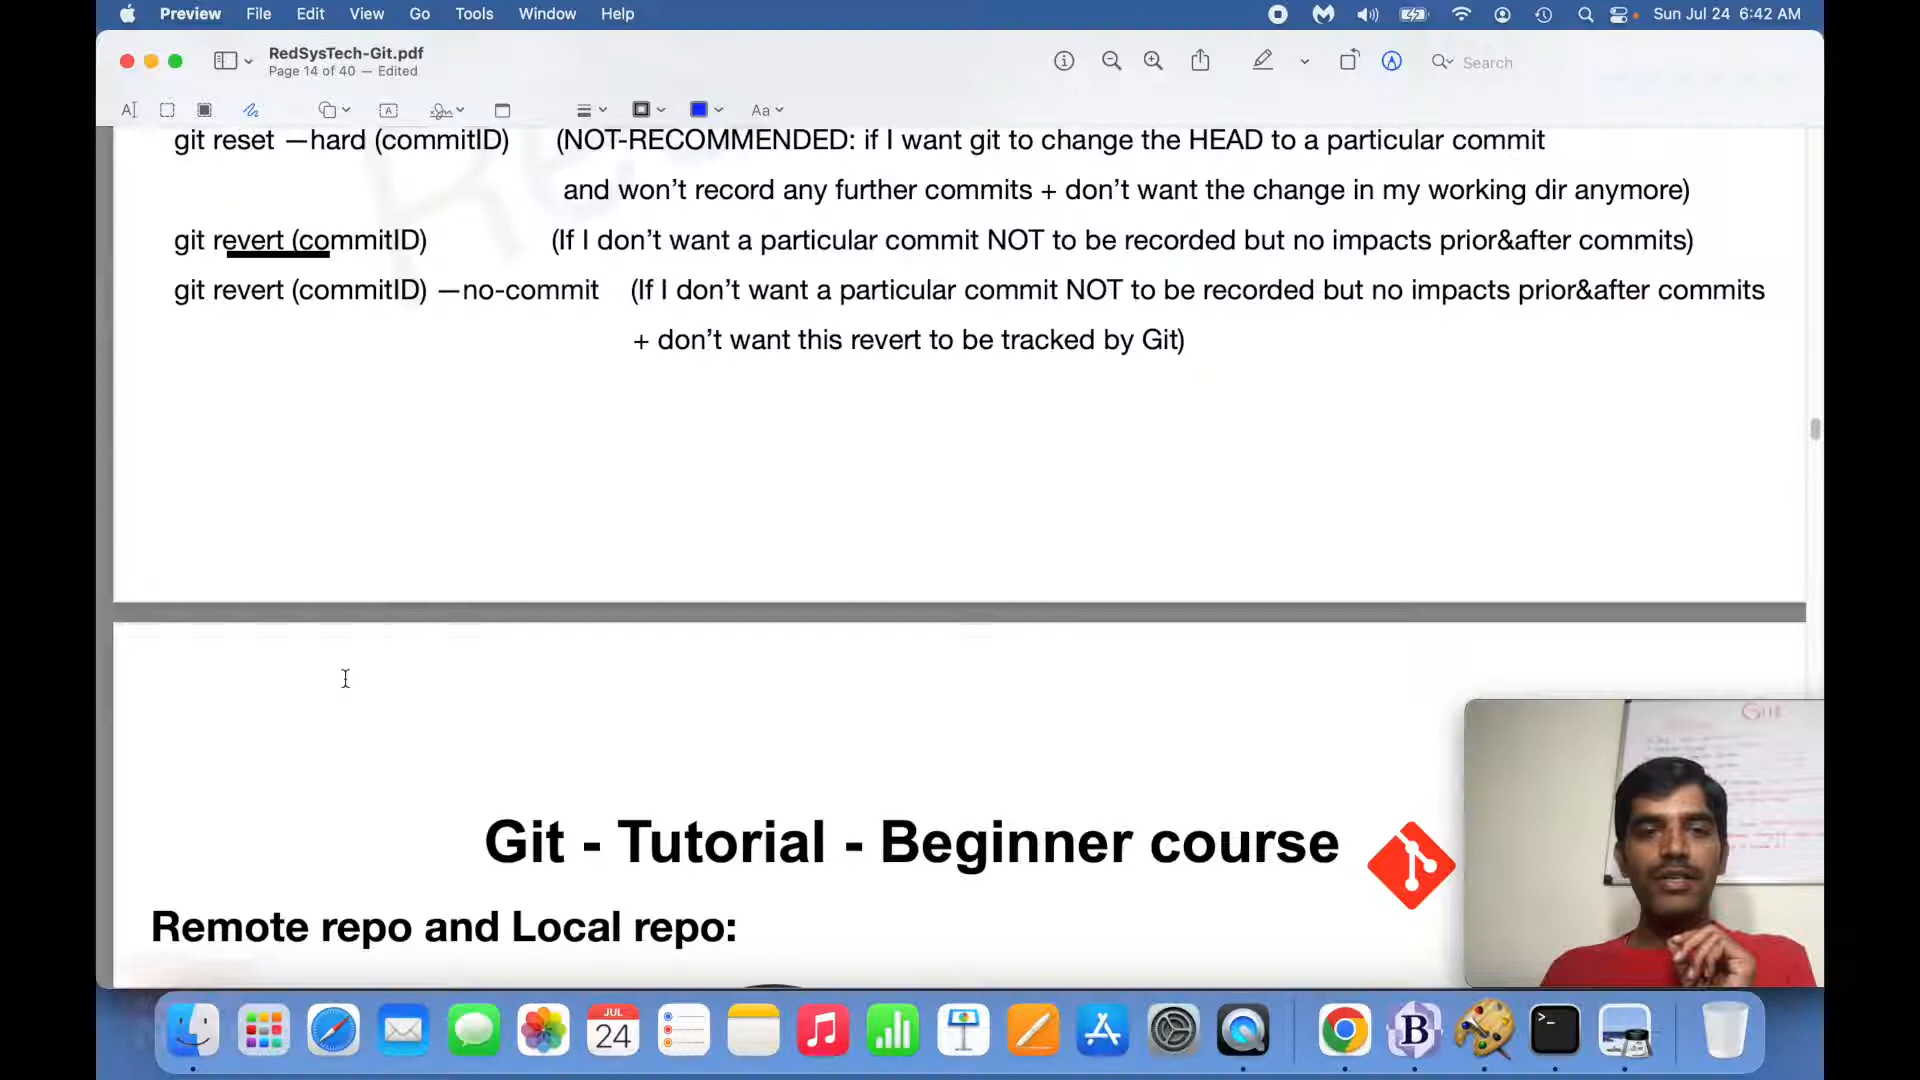 Preview File Edit View Go Tools Window Help Sun Jul 24 6:42 AM
RedSysTech-Git.pdf
Page 14 of 40 — Edited
Search
A
Aa
git reset —hard (commitID) (NOT-RECOMMENDED: if I want git to change the HEAD to a particular commit
and won't record any further commits + don't want the change in my working dir anymore)
git revert (commitID) (If I don't want a particular commit NOT to be recorded but no impacts prior&after commits)
git revert (commitID) —no-commit (If I don't want a particular commit NOT to be recorded but no impacts prior&after commits
+ don't want this revert to be tracked by Git)
Git - Tutorial - Beginner course
Remote repo and Local repo:
JUL
24